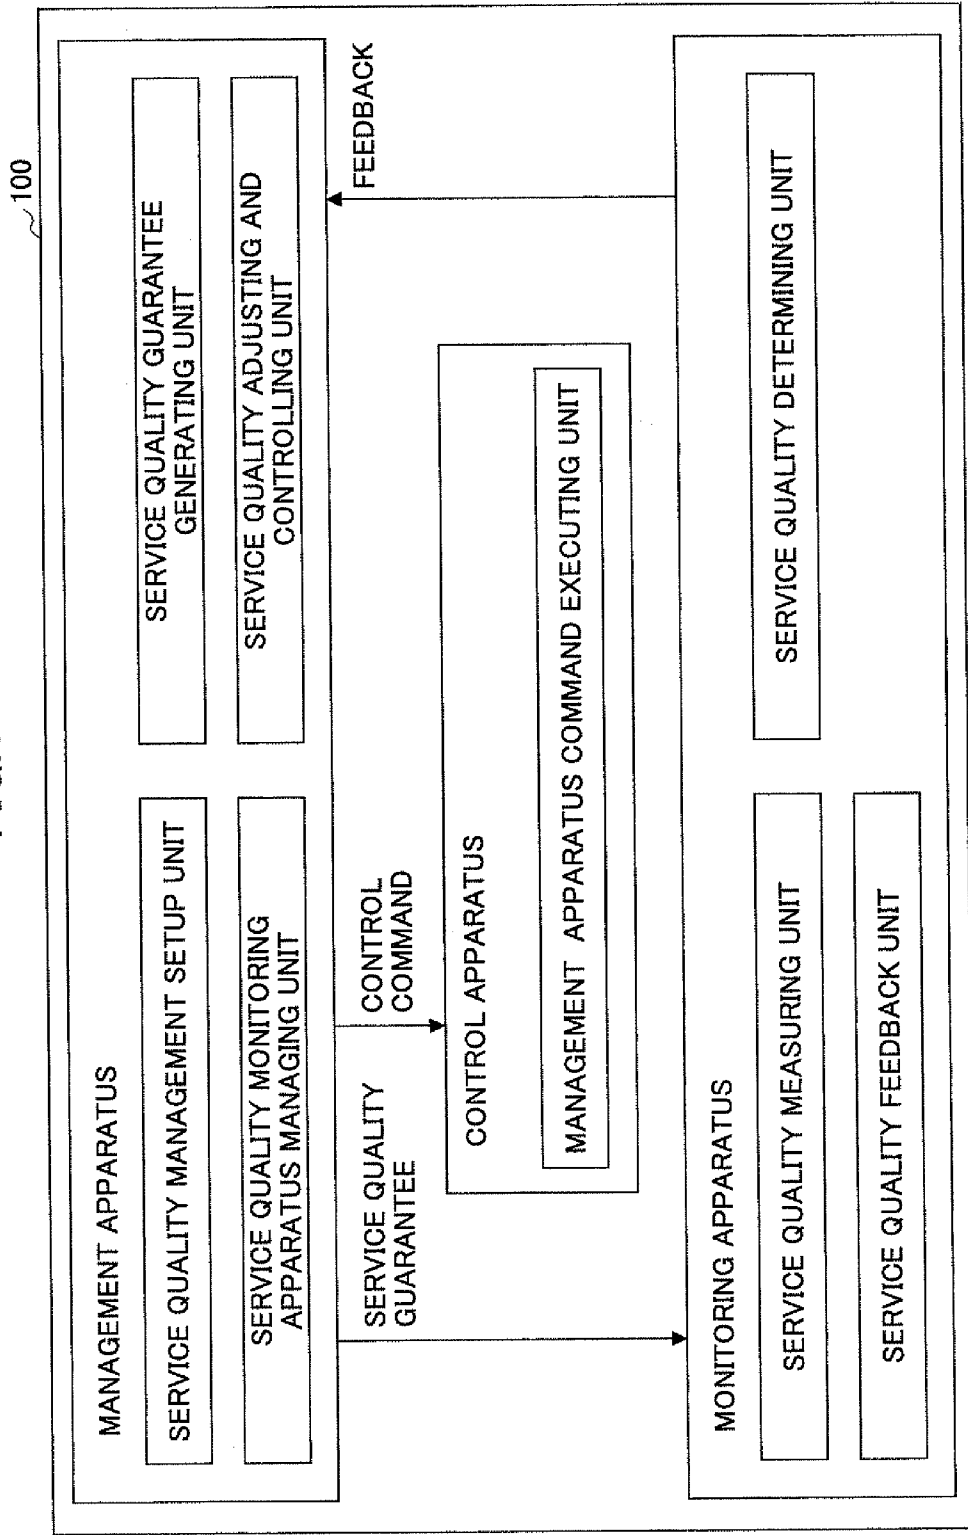 100
MANAGEMENT APPARATUS
SERVICE QUALITY MANAGEMENT SETUP UNIT
SERVICE QUALITY GUARANTEE
GENERATING UNIT
SERVICE QUALITY MONITORING
APPARATUS MANAGING UNIT
SERVICE QUALITY ADJUSTING AND
CONTROLLING UNIT
SERVICE QUALITY
GUARANTEE
CONTROL
COMMAND
FEEDBACK
CONTROL APPARATUS
MANAGEMENT APPARATUS COMMAND EXECUTING UNIT
MONITORING APPARATUS
SERVICE QUALITY MEASURING UNIT
SERVICE QUALITY DETERMINING UNIT
SERVICE QUALITY FEEDBACK UNIT